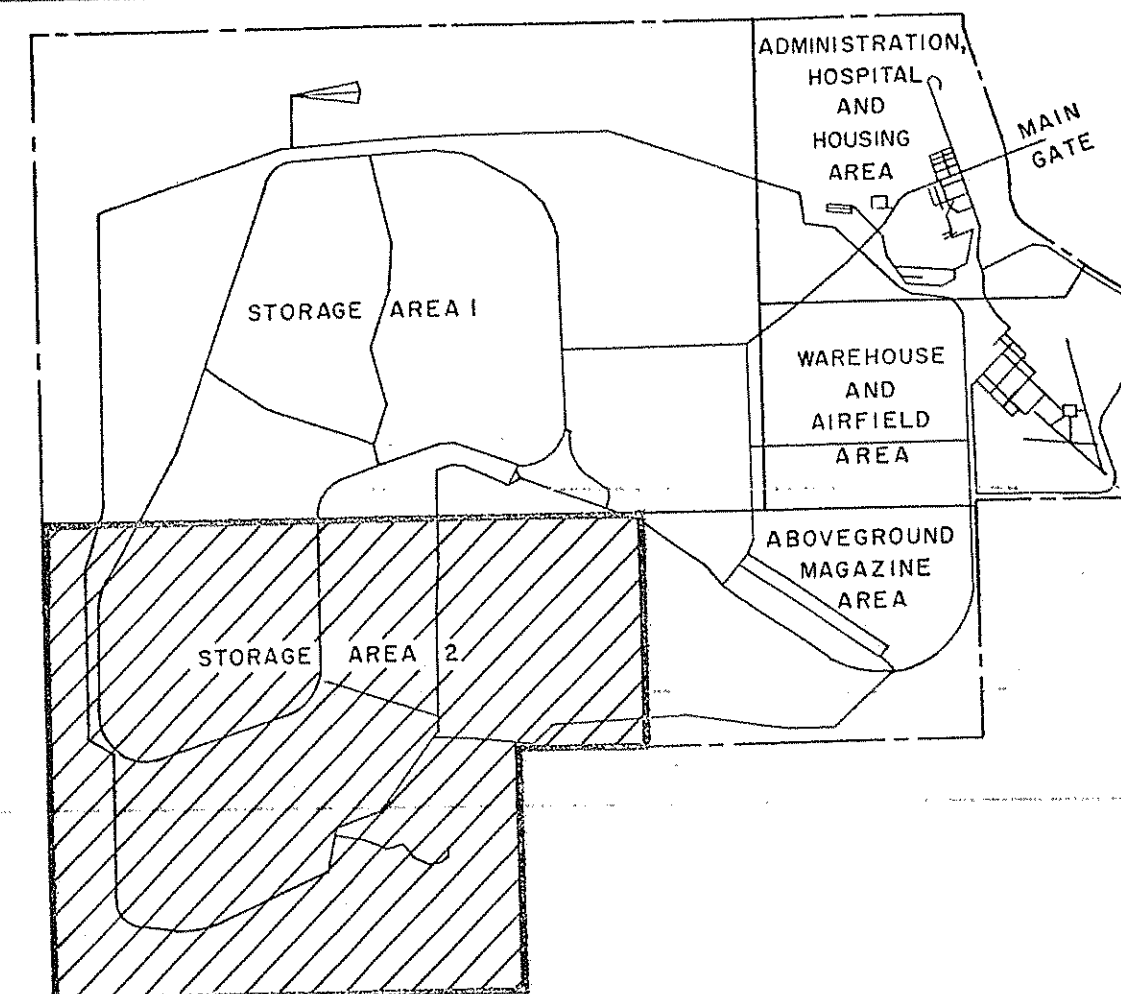 ADMINISTRATION,
HOSPITAL
AND
HOUSING
AREA
MAIN
GATE
STORAGE AREA 1
WAREHOUSE
AND
AIRFIELD
AREA
ABOVEGROUND
MAGAZINE
AREA
STORAGE AREA 2